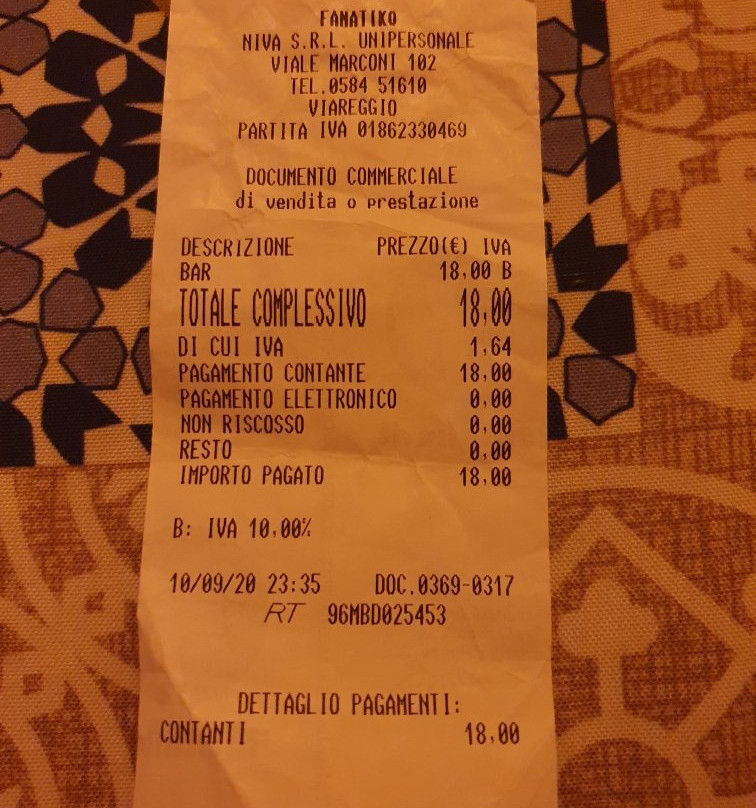 FANATIKO
NIVA S.R.L. UNIPERSONALE
VIALE MARCONI 102
TEL.0584 51610
VIAREGGIO
PARTITA IVA 01862330469
DOCUMENTO COMMERCIALE
di vendita o prestazione
DESCRIZIONE PREZZO(€) IVA
BAR 18,00 B
TOTALE COMPLESSIVO 18,00
DI CUI IVA 1,64
PAGAMENTO CONTANTE 18,00
PAGAMENTO ELETTRONICO 0,00
NON RISCOSSO 0,00
RESTO 0,00
IMPORTO PAGATO 18,00
B: IVA 10,00%
10/09/20 23:35 DOC.0369-0317
RT 96MBD025453
DETTAGLIO PAGAMENTI:
CONTANTI 18,00